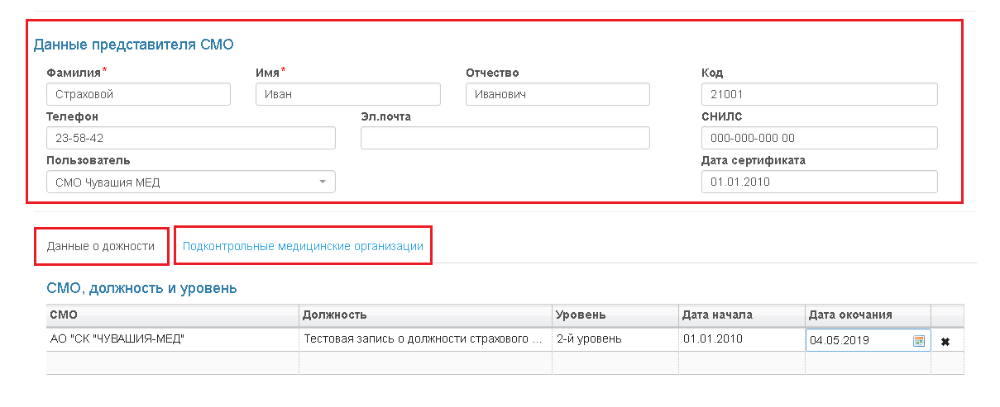 Данные представителя СМО
Фамилия* Имя* Отчество Код
Страховой Иван Иванович 21001
Телефон Эл.почта СНИЛС
23-58-42 000-000-000 00
Пользователь Дата сертификата
СМО Чувашия МЕД 01.01.2010
Данные о дожности Подконтрольные медицинские организации
СМО, должность и уровень
СМО Должность Уровень Дата начала Дата окочания
АО "СК "ЧУВАШИЯ-МЕД" Тестовая запись о должности страхового ... 2-й уровень 01.01.2010 04.05.2019